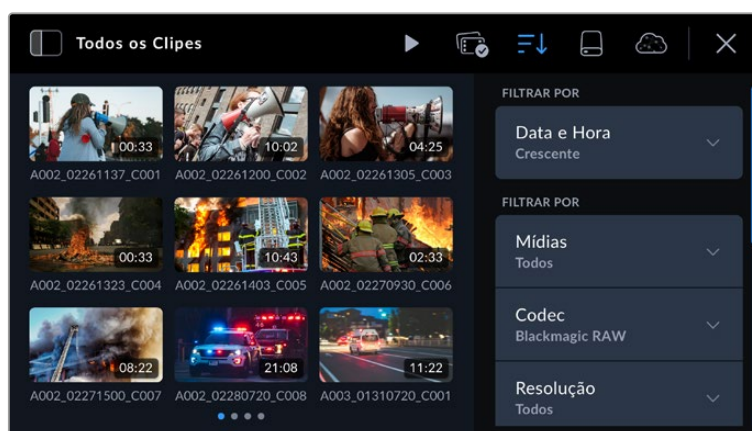 Todos os Clipes
00:33
10:02
04:25
A002_02261137_C001
A002_02261200_C002
A002_02261305_C003
00:33
10:43
02:33
A002_02261323_C004
A002_02261403_C005
A002_02270930_C006
08:22
21:08
11:22
A002_02271500_C007
A002_02280720_C008
A003_01310720_C001
FILTRAR POR
Data e Hora
Crescente
FILTRAR POR
Mídias
Todos
Codec
Blackmagic RAW
Resolução
Todos